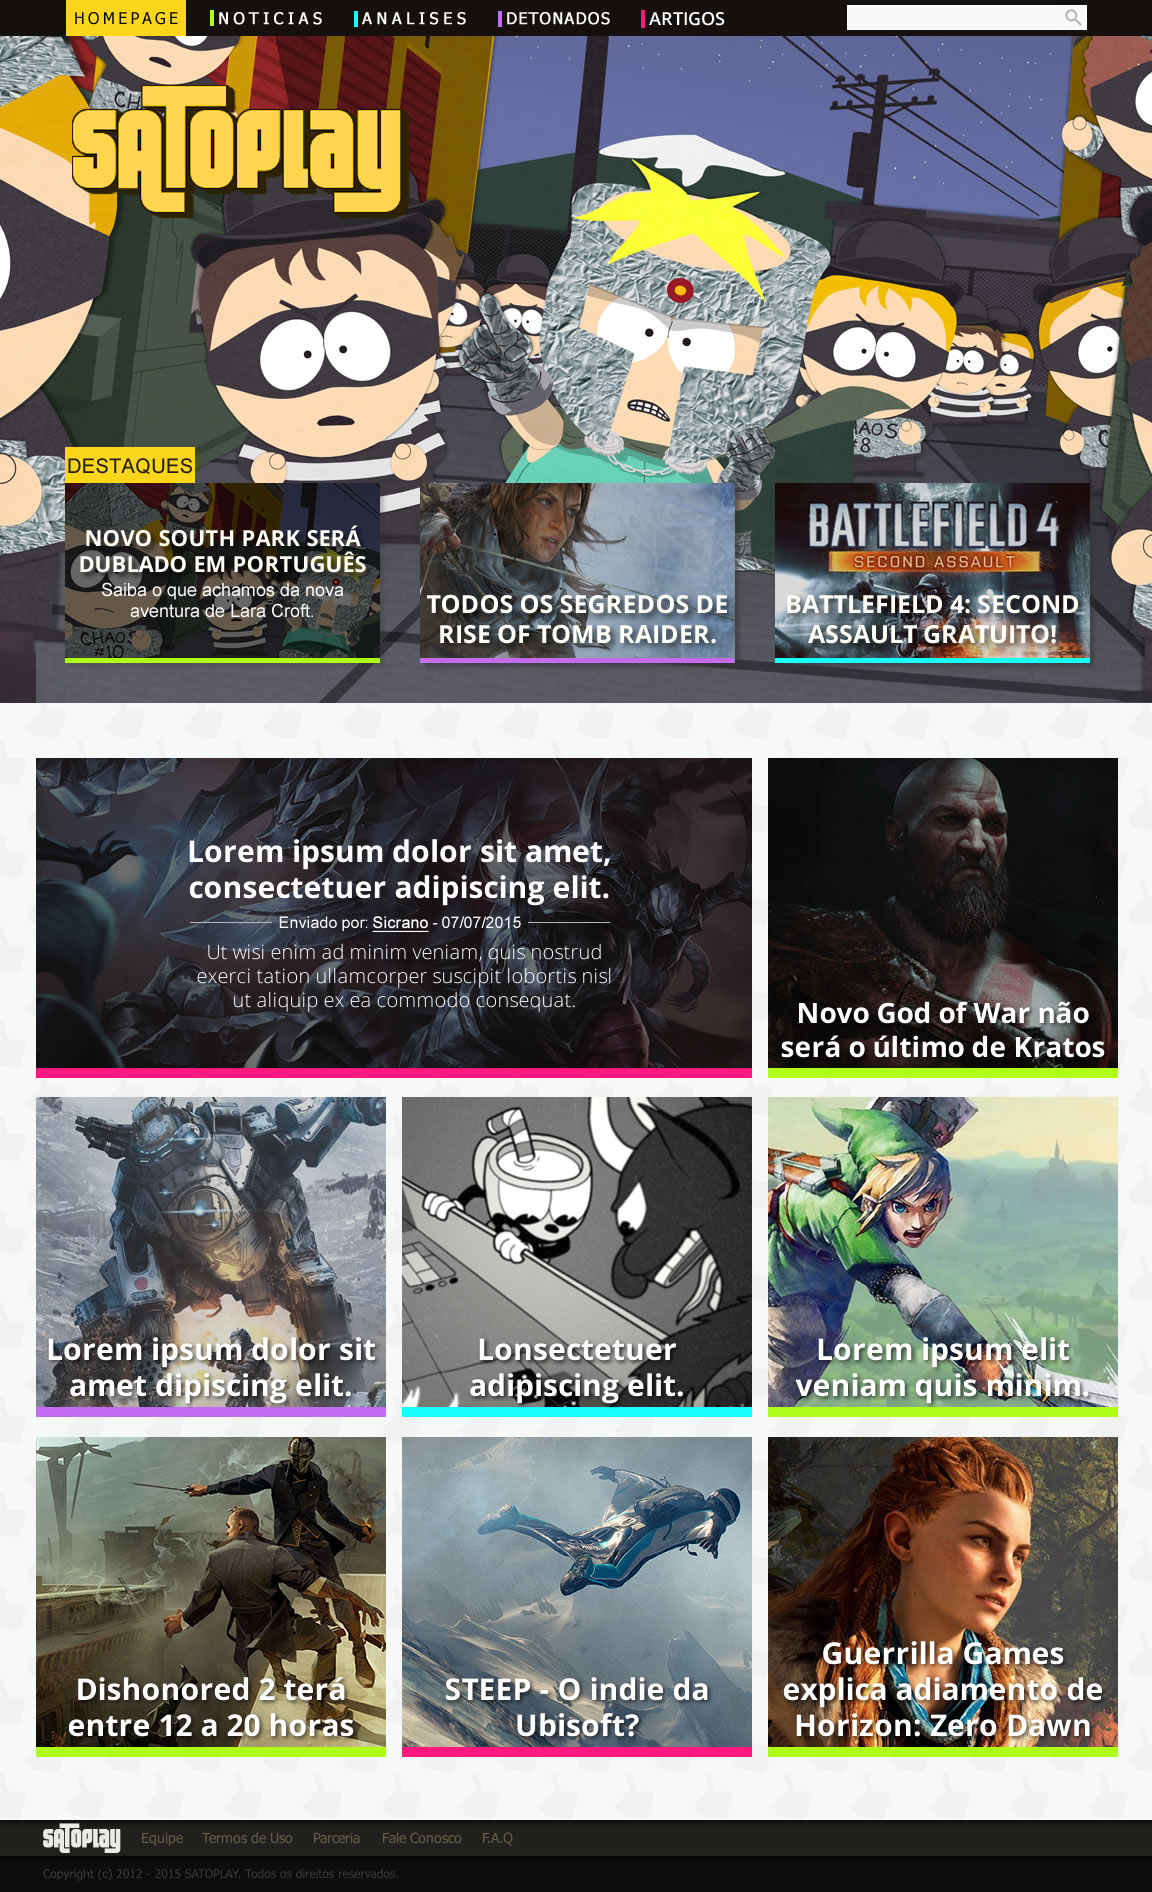 HOMEPAGE NOTICIAS ANALISES DETONADOS ARTIGOS
CH
SATOPLAY
CHAOS
#8
DESTAQUES
NOVO SOUTH PARK SERÁ
DUBLADO EM PORTUGUÊS
Saiba o que achamos da nova
aventura de Lara Croft.
CHAOS
#10
TODOS OS SEGREDOS DE
RISE OF TOMB RAIDER.
BATTLEFIELD 4
SECOND ASSAULT
BATTLEFIELD 4: SECOND
ASSAULT GRATUITO!
Lorem ipsum dolor sit amet,
consectetuer adipiscing elit.
Enviado por: Sicrano - 07/07/2015
Ut wisi enim ad minim veniam, quis nostrud
exerci tation ullamcorper suscipit lobortis nisl
ut aliquip ex ea commodo consequat.
Novo God of War não
será o último de Kratos
Lorem ipsum dolor sit
amet dipiscing elit.
Lonsectetuer
adipiscing elit.
Lorem ipsum elit
veniam quis minim.
Dishonored 2 terá
entre 12 a 20 horas
STEEP - O indie da
Ubisoft?
Guerrilla Games
explica adiamento de
Horizon: Zero Dawn
SATOPLAY Equipe Termos de Uso Parceria Fale Conosco F.A.Q
Copyright (c) 2012 - 2015 SATOPLAY. Todos os direitos reservados.